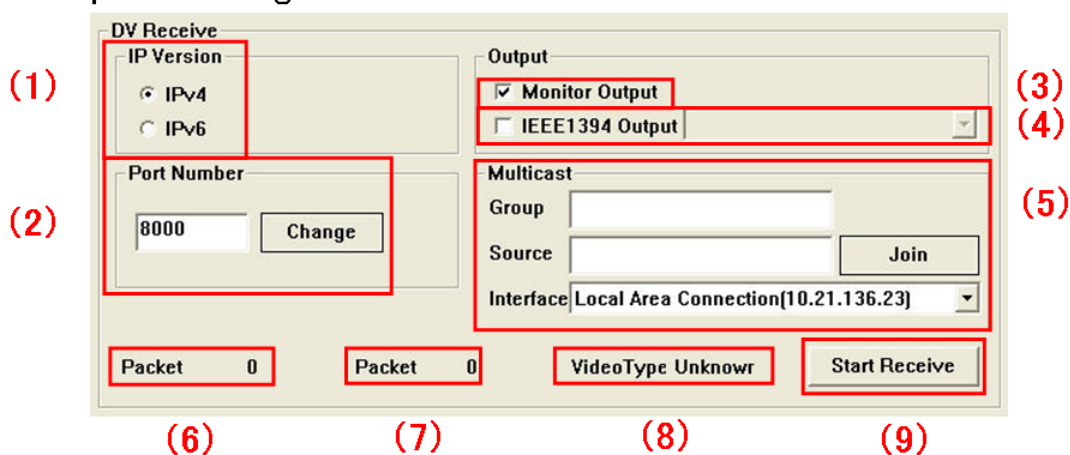 DV Receive
IP Version
Output
(1)
IPv4
Monitor Output
(3)
IPv6
IEEE1394 Output
(4)
Port Number
Multicast
(2)
8000
Change
Group
(5)
Source
Join
Interface Local Area Connection(10.21.136.23)
Packet 0
Packet 0
VideoType Unknowr
Start Receive
(6)
(7)
(8)
(9)